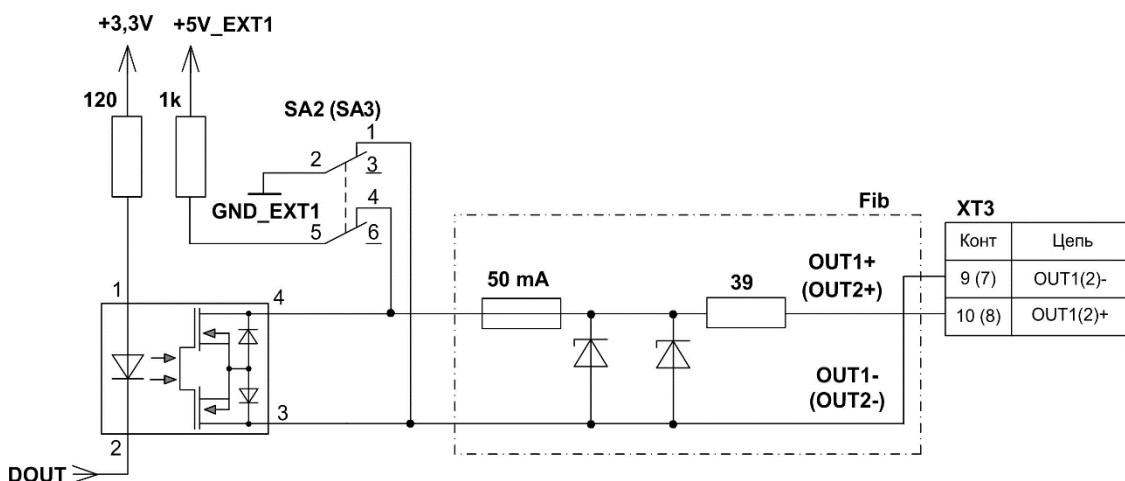 +3,3V +5V_EXT1
120 1k
SA2 (SA3)
1
2
3
GND_EXT1
4
5
6
Fib
XT3
Конт Цепь
9 (7) OUT1(2)-
10 (8) OUT1(2)+
50 mA
39
OUT1+
(OUT2+)
OUT1-
(OUT2-)
1
4
3
2
DOUT